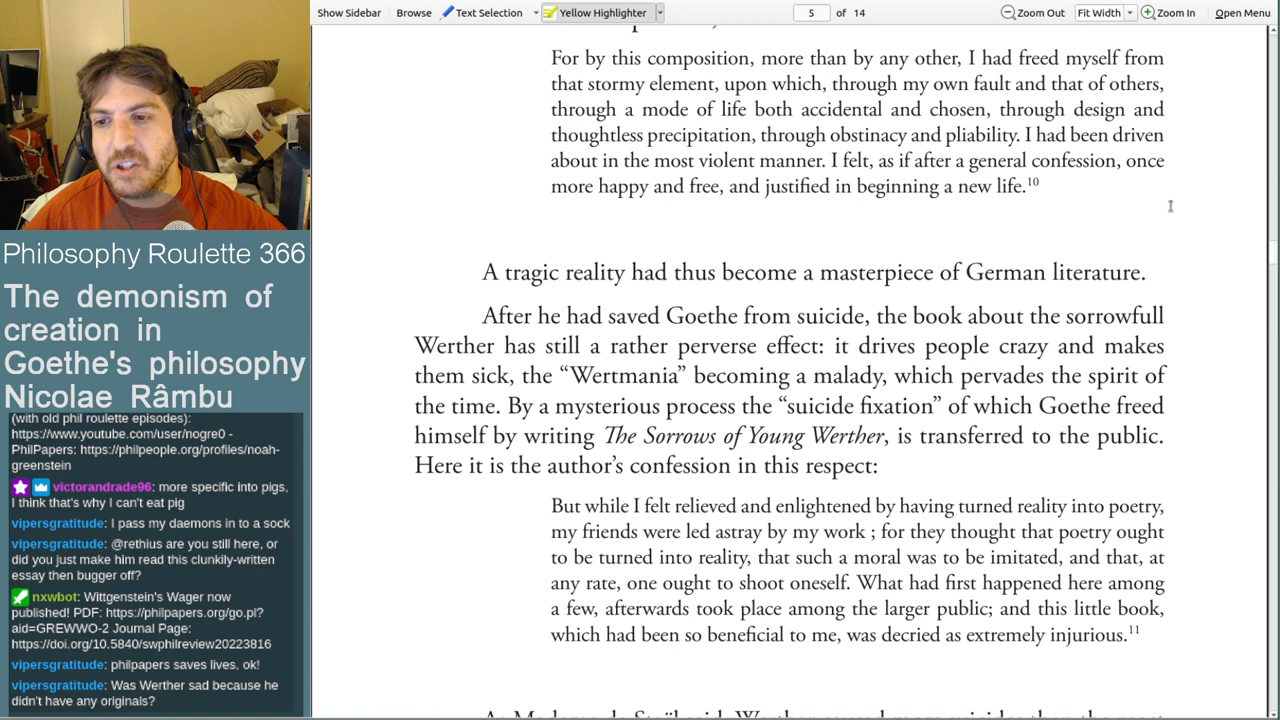 Show Sidebar Browse Text Selection Yellow Highlighter 5 of 14 Zoom Out Fit Width Zoom In Open Menu
For by this composition, more than by any other, I had freed myself from
that stormy element, upon which, through my own fault and that of others,
through a mode of life both accidental and chosen, through design and
thoughtless precipitation, through obstinacy and pliability. I had been driven
about in the most violent manner. I felt, as if after a general confession, once
more happy and free, and justified in beginning a new life.10
A tragic reality had thus become a masterpiece of German literature.
After he had saved Goethe from suicide, the book about the sorrowfull
Werther has still a rather perverse effect: it drives people crazy and makes
them sick, the “Wertmania” becoming a malady, which pervades the spirit of
the time. By a mysterious process the “suicide fixation” of which Goethe freed
himself by writing The Sorrows of Young Werther, is transferred to the public.
Here it is the author’s confession in this respect:
But while I felt relieved and enlightened by having turned reality into poetry,
my friends were led astray by my work ; for they thought that poetry ought
to be turned into reality, that such a moral was to be imitated, and that, at
any rate, one ought to shoot oneself. What had first happened here among
a few, afterwards took place among the larger public; and this little book,
which had been so beneficial to me, was decried as extremely injurious.11
Philosophy Roulette 366
The demonism of
creation in
Goethe's philosophy
Nicolae Râmbu
(with old phil roulette episodes):
https://www.youtube.com/user/nogre0 -
PhilPapers: https://philpeople.org/profiles/noah-
greenstein
victorandrade96: more specific into pigs,
I think that's why I can't eat pig
vipersgratitude: I pass my daemons in to a sock
vipersgratitude: @rethius are you still here, or
did you just make him read this clunkily-written
essay then bugger off?
nxwbot: Wittgenstein's Wager now
published! PDF: https://philpapers.org/go.pl?
aid=GREWWO-2 Journal Page:
https://doi.org/10.5840/swphilreview20223816
vipersgratitude: philpapers saves lives, ok!
vipersgratitude: Was Werther sad because he
didn't have any originals?